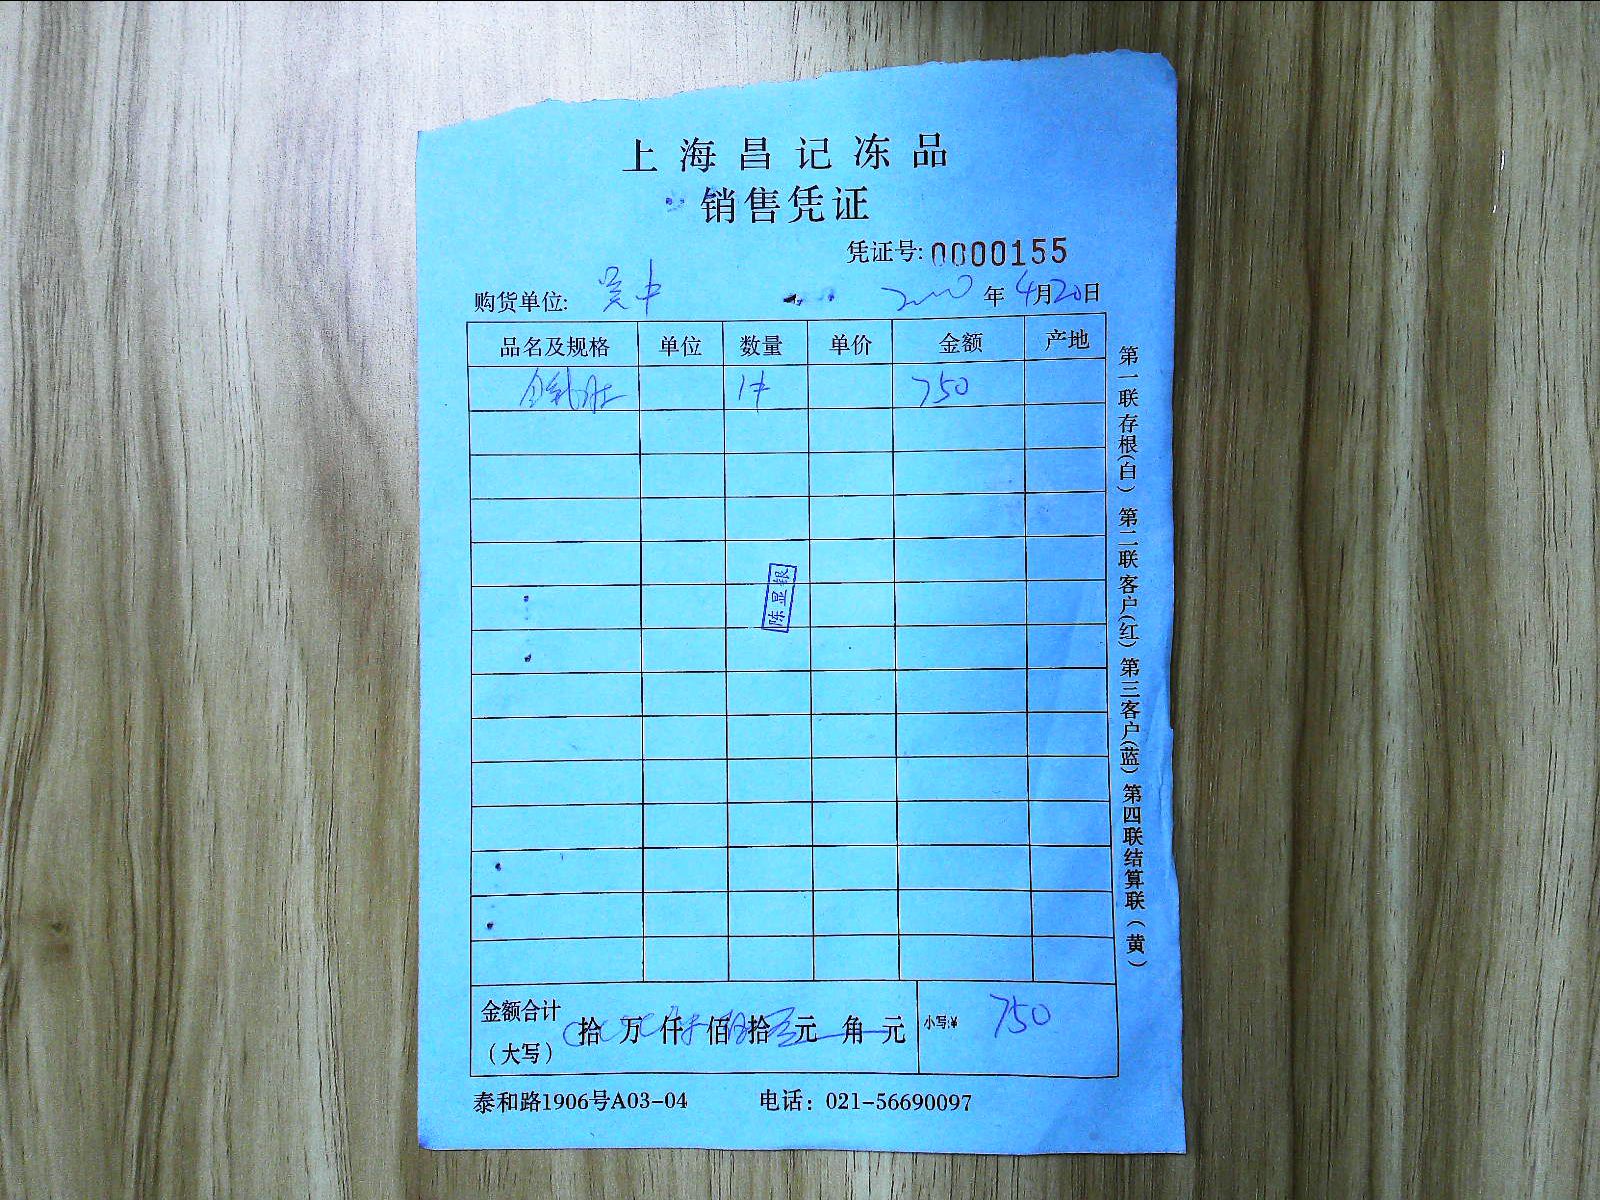 上海昌记冻品
销售凭证
凭证号:0000155
购货单位: 吴中 年4月20日
品名及规格 单位 数量 单价 金额 产地
1件 750
陈显银
金额合计
(大写)
拾 万 仟 佰 拾 元 角 元
小写:¥ 750
泰和路1906号A03-04 电话：021-56690097
第一联存根(白) 第二联客户(红) 第三客户(蓝) 第四联结算联(黄)